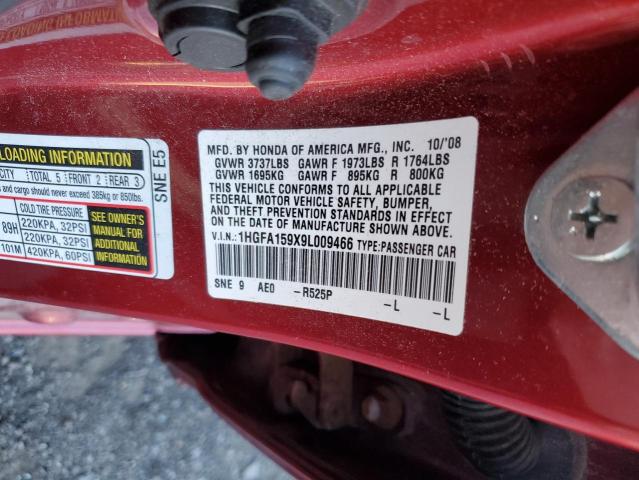 LOADING INFORMATION
CITY TOTAL 5 FRONT 2 REAR 3
and cargo should never exceed 385kg or 850lbs.
COLD TIRE PRESSURE
89H 220KPA, 32PSI
220KPA, 32PSI
101M 420KPA, 60PSI
SEE OWNER'S
MANUAL FOR
ADDITIONAL
INFORMATION
SNE E5
MFD. BY HONDA OF AMERICA MFG., INC. 10/'08
GVWR 3737LBS GAWR F 1973LBS R 1764LBS
GVWR 1695KG GAWR F 895KG R 800KG
THIS VEHICLE CONFORMS TO ALL APPLICABLE
FEDERAL MOTOR VEHICLE SAFETY, BUMPER,
AND THEFT PREVENTION STANDARDS IN EFFECT
ON THE DATE OF MANUFACTURE SHOWN ABOVE.
V.I.N.: 1HGFA159X9L009466 TYPE:PASSENGER CAR
SNE 9 AE0 -R525P -L -L